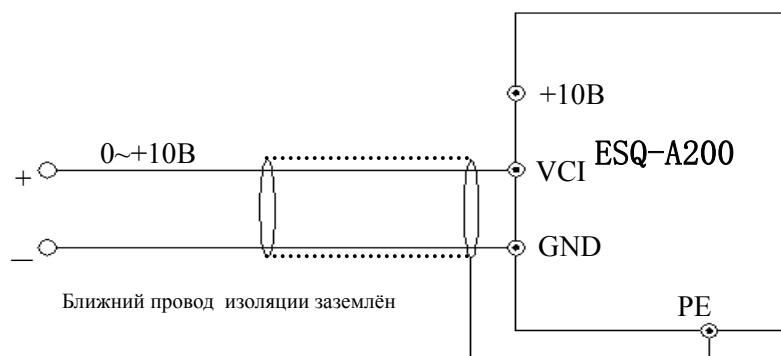 +10В
0~+10В
ESQ-A200
+
VCI
—
GND
Ближний провод изоляции заземлён
PE